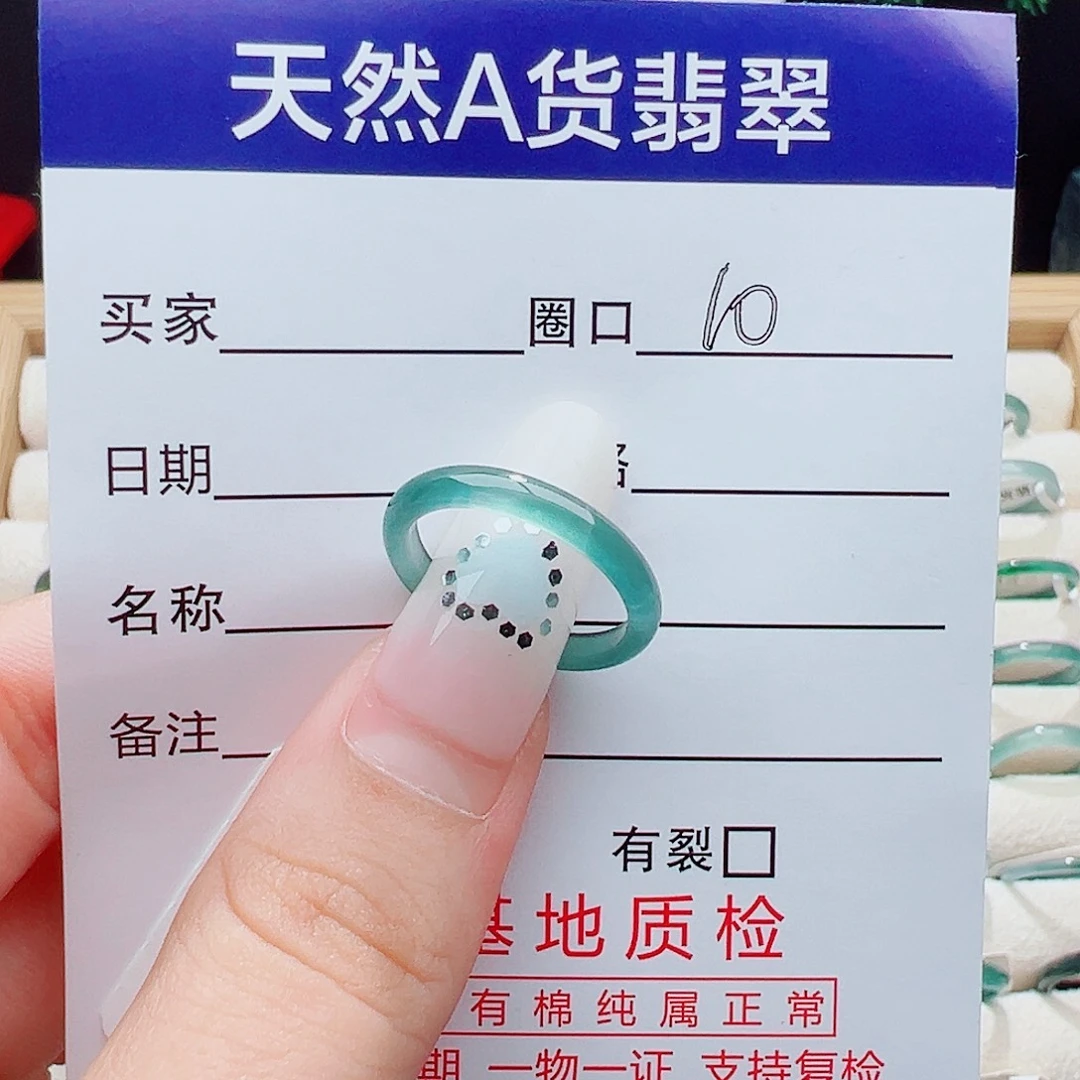 天然A货翡翠
买家 圈口 10
日期
名称
备注
有裂□
地质检
有棉纯属正常
期 一物一证 支持复检